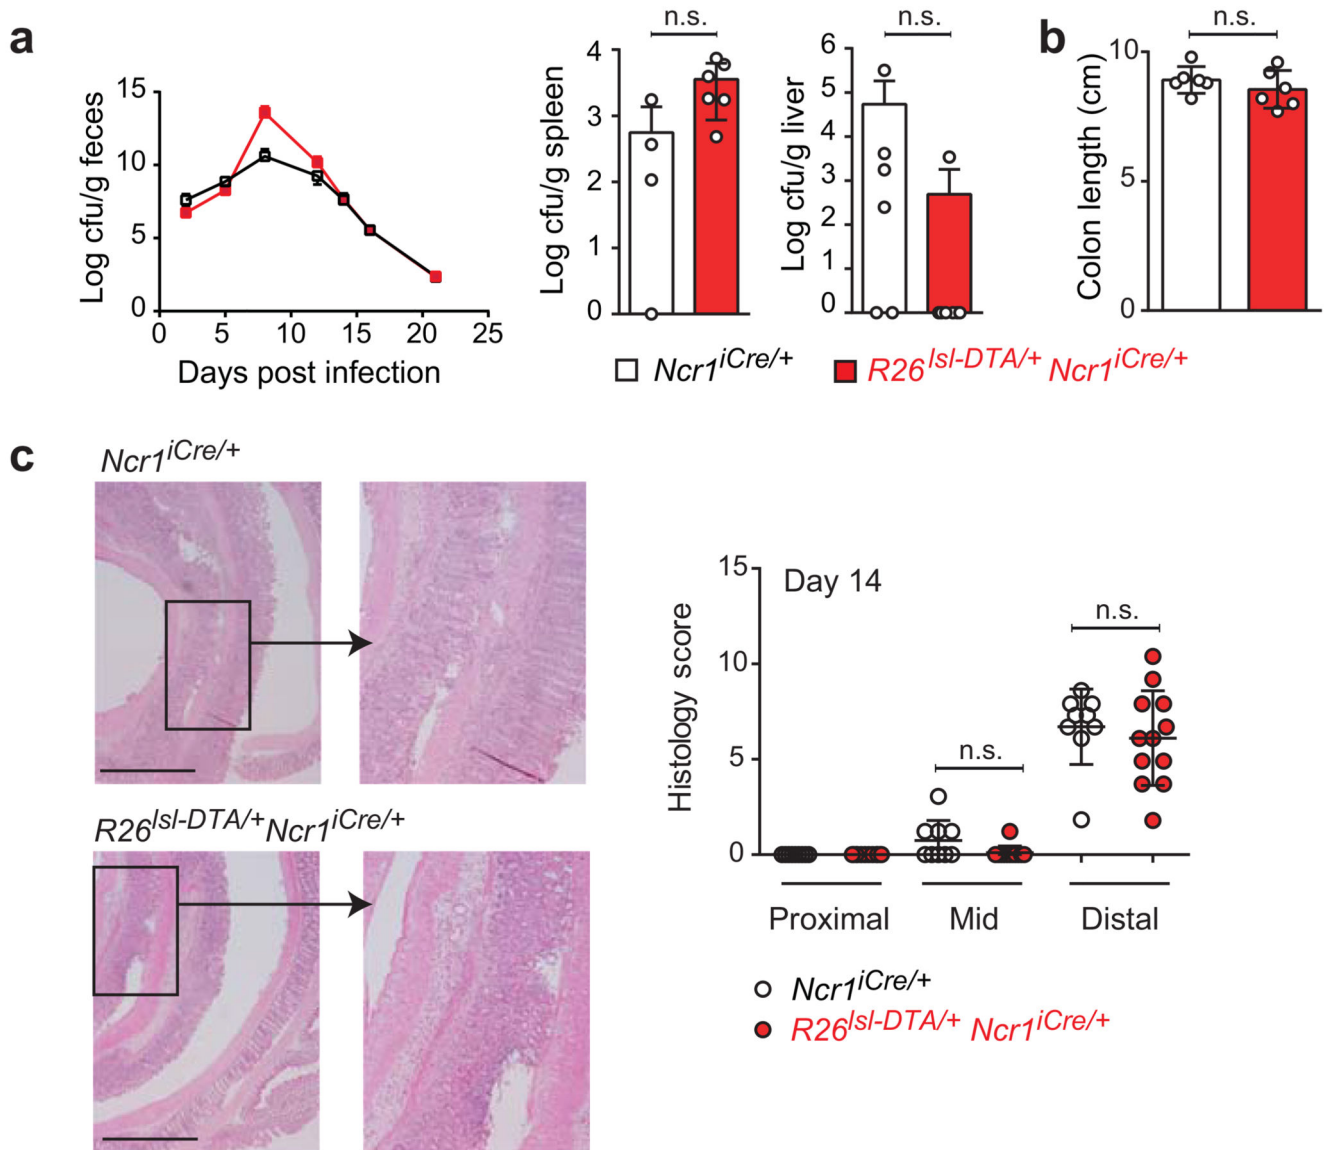 a
Log cfu/g feces
15
10
5
0
0 5 10 15 20 25
Days post infection
n.s.
Log cfu/g spleen
4
3
2
1
0
n.s.
Log cfu/g liver
6
5
4
3
2
1
0
Ncr1iCre/+
R26lsl-DTA/+ Ncr1iCre/+
b
n.s.
Colon length (cm)
10
5
0
c
Ncr1iCre/+
R26lsl-DTA/+Ncr1iCre/+
Histology score
15
10
5
0
Day 14
n.s.
n.s.
Proximal Mid Distal
Ncr1iCre/+
R26lsl-DTA/+ Ncr1iCre/+